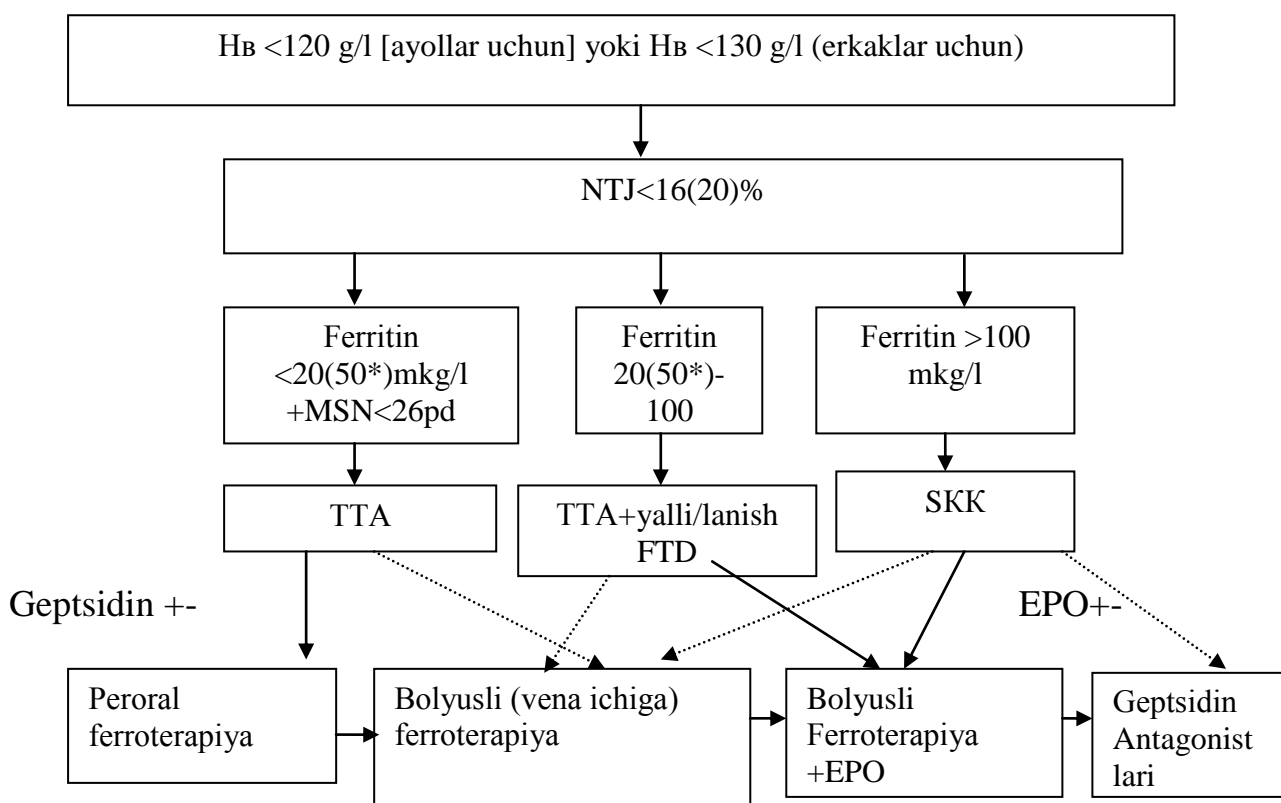 Нв <120 g/l [ayollar uchun] yoki Нв <130 g/l (erkaklar uchun)
NTJ<16(20)%
Ferritin
<20(50*)mkg/l
+MSN<26pd
Ferritin
20(50*)-
100
Ferritin >100
mkg/l
TTA
TTA+yalli/lanish
FTD
SКК
Geptsidin +-
EPO+-
Peroral
ferroterapiya
Bolyusli (vena ichiga)
ferroterapiya
Bolyusli
Ferroterapiya
+EPO
Geptsidin
Antagonist
lari